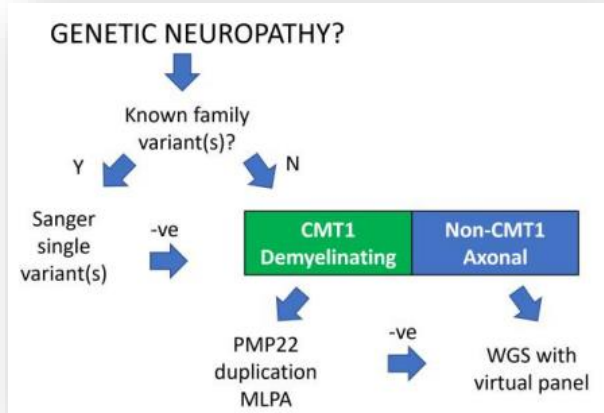 GENETIC NEUROPATHY?
Known family
variant(s)?
Y
N
Sanger
single
variant(s)
-ve
CMT1
Demyelinating
Non-CMT1
Axonal
PMP22
duplication
MLPA
-ve
WGS with
virtual panel